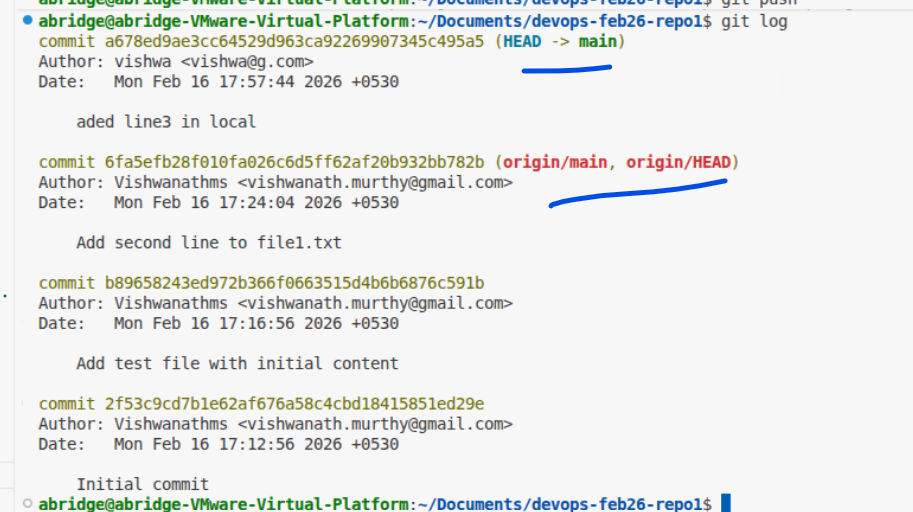 abridge@abridge-VMware-Virtual-Platform:~/Documents/devops-feb26-repo1$ git push
abridge@abridge-VMware-Virtual-Platform:~/Documents/devops-feb26-repo1$ git log
commit a678ed9ae3cc64529d963ca92269907345c495a5 (HEAD -> main)
Author: vishwa <vishwa@g.com>
Date:   Mon Feb 16 17:57:44 2026 +0530
    aded line3 in local
commit 6fa5efb28f010fa026c6d5ff62af20b932bb782b (origin/main, origin/HEAD)
Author: Vishwanathms <vishwanath.murthy@gmail.com>
Date:   Mon Feb 16 17:24:04 2026 +0530
    Add second line to file1.txt
commit b89658243ed972b366f0663515d4b6b6876c591b
Author: Vishwanathms <vishwanath.murthy@gmail.com>
Date:   Mon Feb 16 17:16:56 2026 +0530
    Add test file with initial content
commit 2f53c9cd7b1e62af676a58c4cbd18415851ed29e
Author: Vishwanathms <vishwanath.murthy@gmail.com>
Date:   Mon Feb 16 17:12:56 2026 +0530
    Initial commit
abridge@abridge-VMware-Virtual-Platform:~/Documents/devops-feb26-repo1$